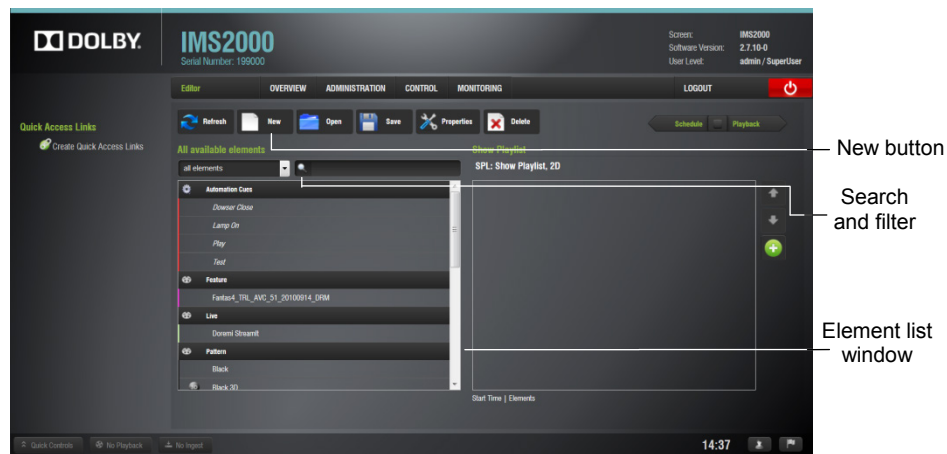 DOLBY.
IMS2000
Serial Number: 199000
Screen: IMS2000
Software Version: 2.7.10-0
User Level: admin / SuperUser
Editor OVERVIEW ADMINISTRATION CONTROL MONITORING LOGOUT
Quick Access Links
Create Quick Access Links
Refresh New Open Save Properties Delete
Schedule Playback
New button
All available elements
Show Playlist
all elements
SPL: Show Playlist, 2D
Search
and filter
Automation Cues
Dowser Close
Lamp On
Play
Test
Feature
Fantas4_TRL_AVC_51_20100914_DRM
Live
Doremi StreamIt
Pattern
Black
Black 3D
Element list
window
Start Time | Elements
Quick Controls No Playback No Ingest 14:37